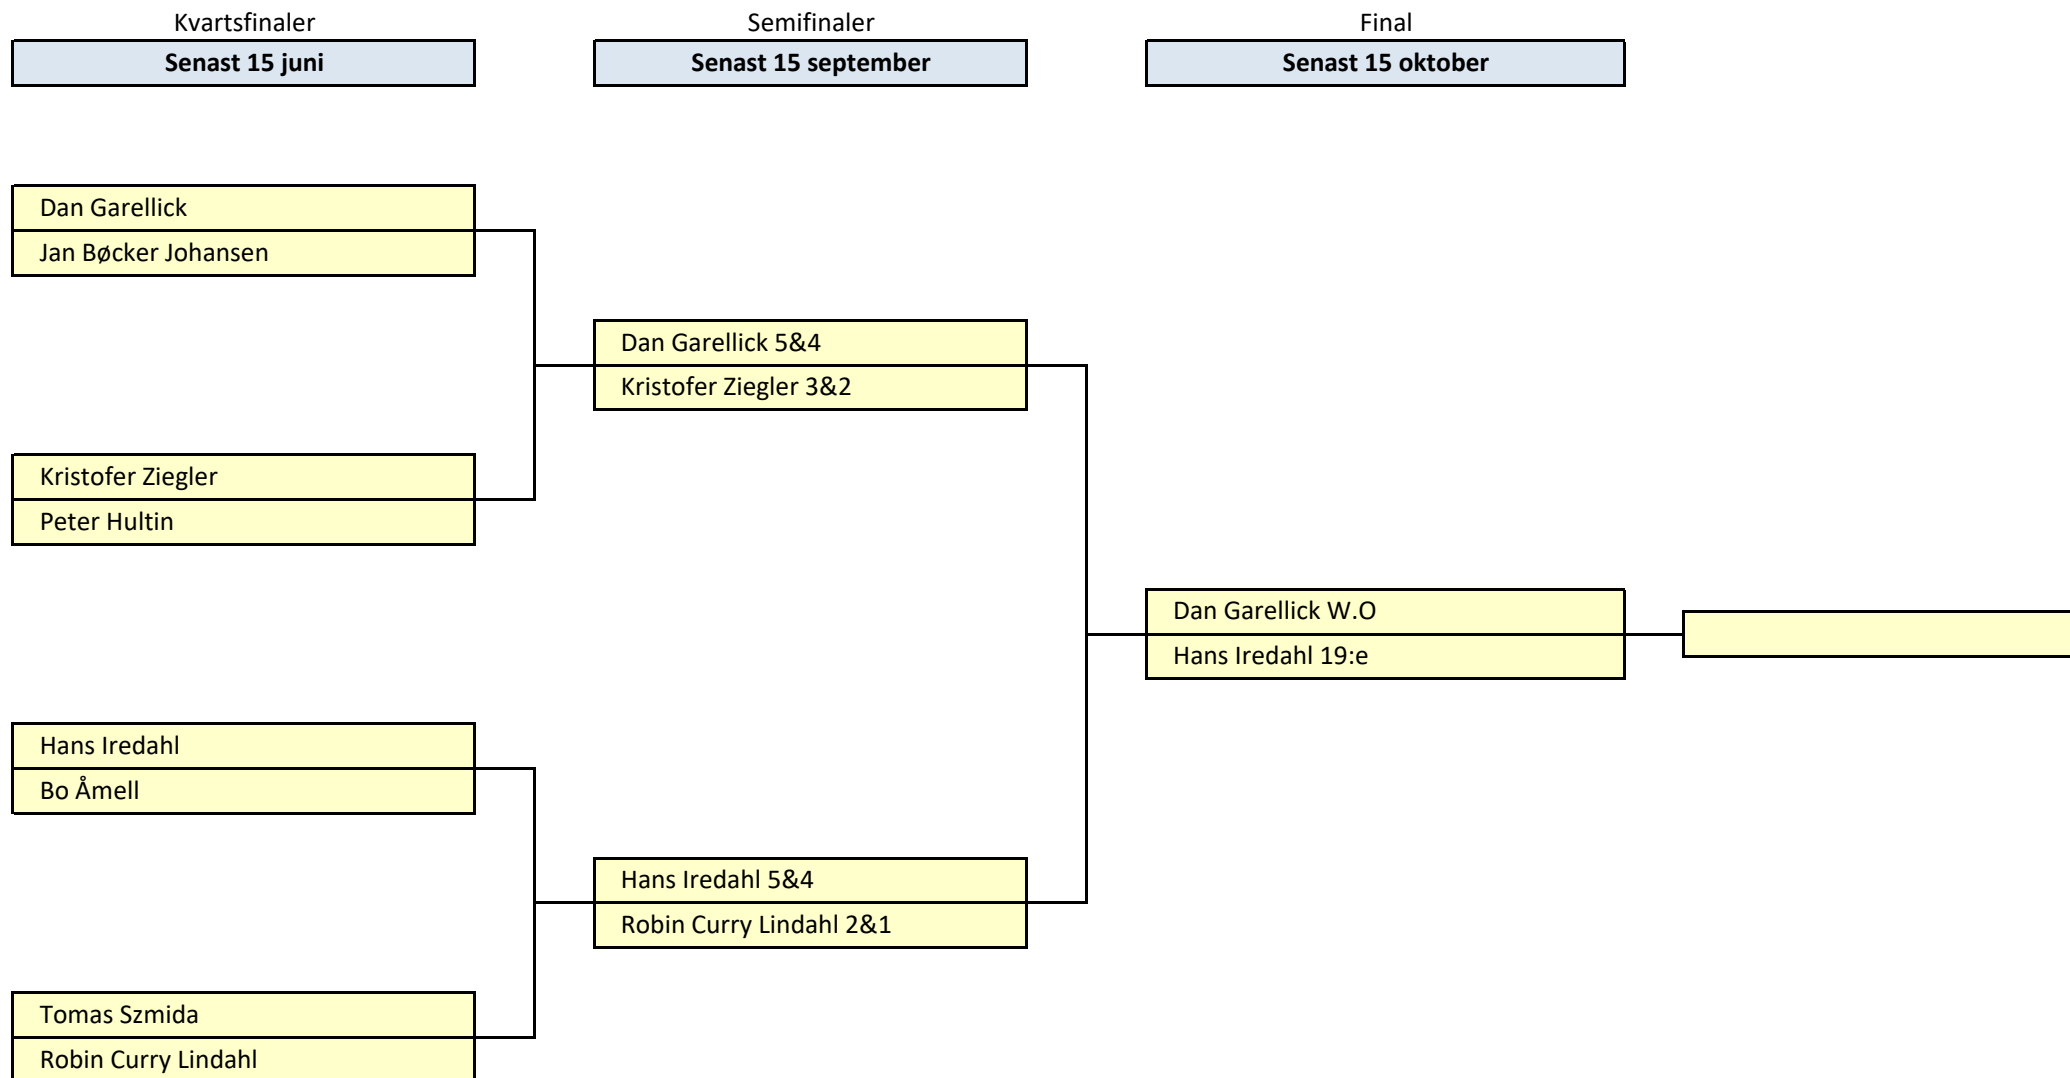 Kvartsfinaler
Semifinaler
Final
Senast 15 juni
Senast 15 september
Senast 15 oktober
Dan Garellick
Jan Bøcker Johansen
Dan Garellick 5&4
Kristofer Ziegler 3&2
Kristofer Ziegler
Peter Hultin
Dan Garellick W.O
Hans Iredahl 19:e
Hans Iredahl
Bo Åmell
Hans Iredahl 5&4
Robin Curry Lindahl 2&1
Tomas Szmida
Robin Curry Lindahl